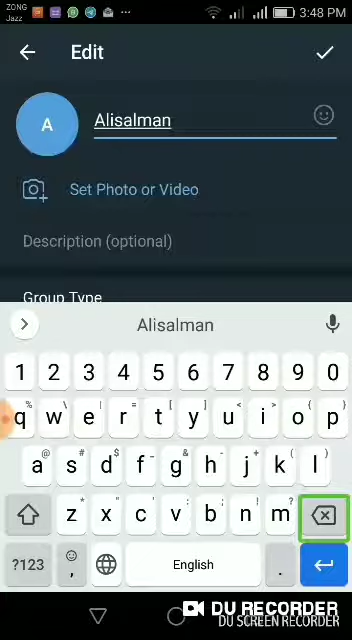 ZONG
Jazz
3:48 PM
Edit
A
Alisalman
Set Photo or Video
Description (optional)
Group Type
Alisalman
1 2 3 4 5 6 7 8 9 0
q w e r t y u i o p
a s d f g h j k l
z x c v b n m
?123 , English .
DU RECORDER
DU SCREEN RECORDER